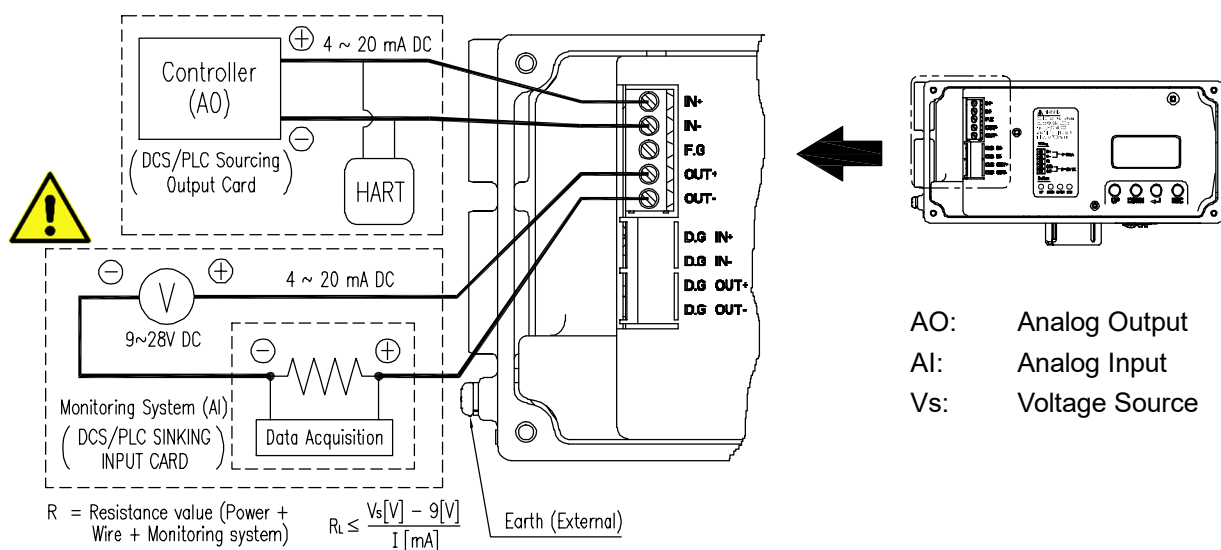 ⊕ 4 ~ 20 mA DC
Controller
(AO)
⊖
( DCS/PLC Sourcing
Output Card )
HART
IN+
IN-
F.G
OUT+
OUT-
D.G IN+
D.G IN-
D.G OUT+
D.G OUT-
⊖ ⊕ 4 ~ 20 mA DC
V
9~28V DC
⊖ ⊕
Monitoring System (AI)
( DCS/PLC SINKING
INPUT CARD )
Data Acquisition
R = Resistance value (Power +
Wire + Monitoring system)
RL ≤ Vs[V] − 9[V]
I [mA]
Earth (External)
!
AO: Analog Output
AI: Analog Input
Vs: Voltage Source